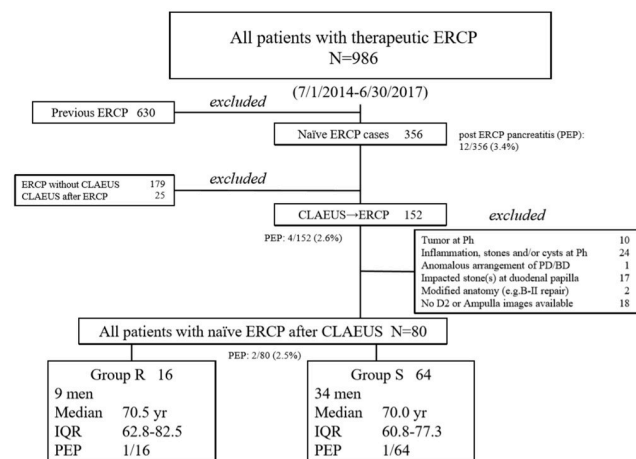 All patients with therapeutic ERCP
N=986
(7/1/2014-6/30/2017)
excluded
Previous ERCP 630
Naïve ERCP cases 356
post ERCP pancreatitis (PEP):
12/356 (3.4%)
excluded
ERCP without CLAEUS 179
CLAEUS after ERCP 25
CLAEUS→ERCP 152
excluded
PEP: 4/152 (2.6%)
Tumor at Ph 10
Inflammation, stones and/or cysts at Ph 24
Anomalous arrangement of PD/BD 1
Impacted stone(s) at duodenal papilla 17
Modified anatomy (e.g.B-II repair) 2
No D2 or Ampulla images available 18
All patients with naïve ERCP after CLAEUS N=80
PEP: 2/80 (2.5%)
Group R 16
9 men
Median 70.5 yr
IQR 62.8-82.5
PEP 1/16
Group S 64
34 men
Median 70.0 yr
IQR 60.8-77.3
PEP 1/64